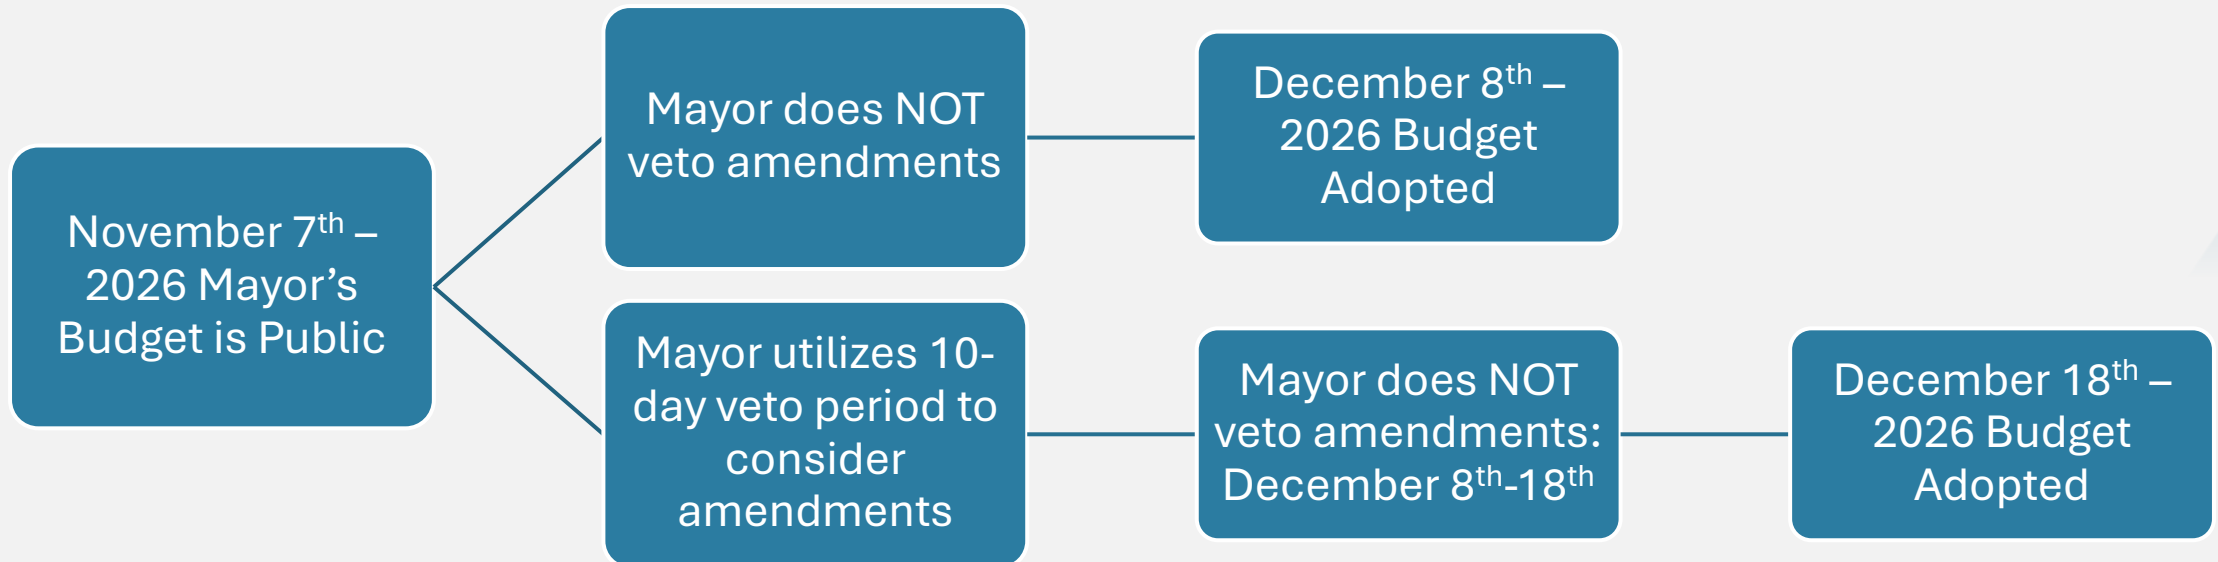 November 7th –
2026 Mayor’s
Budget is Public
Mayor does NOT
veto amendments
December 8th –
2026 Budget
Adopted
Mayor utilizes 10-
day veto period to
consider
amendments
Mayor does NOT
veto amendments:
December 8th-18th
December 18th –
2026 Budget
Adopted